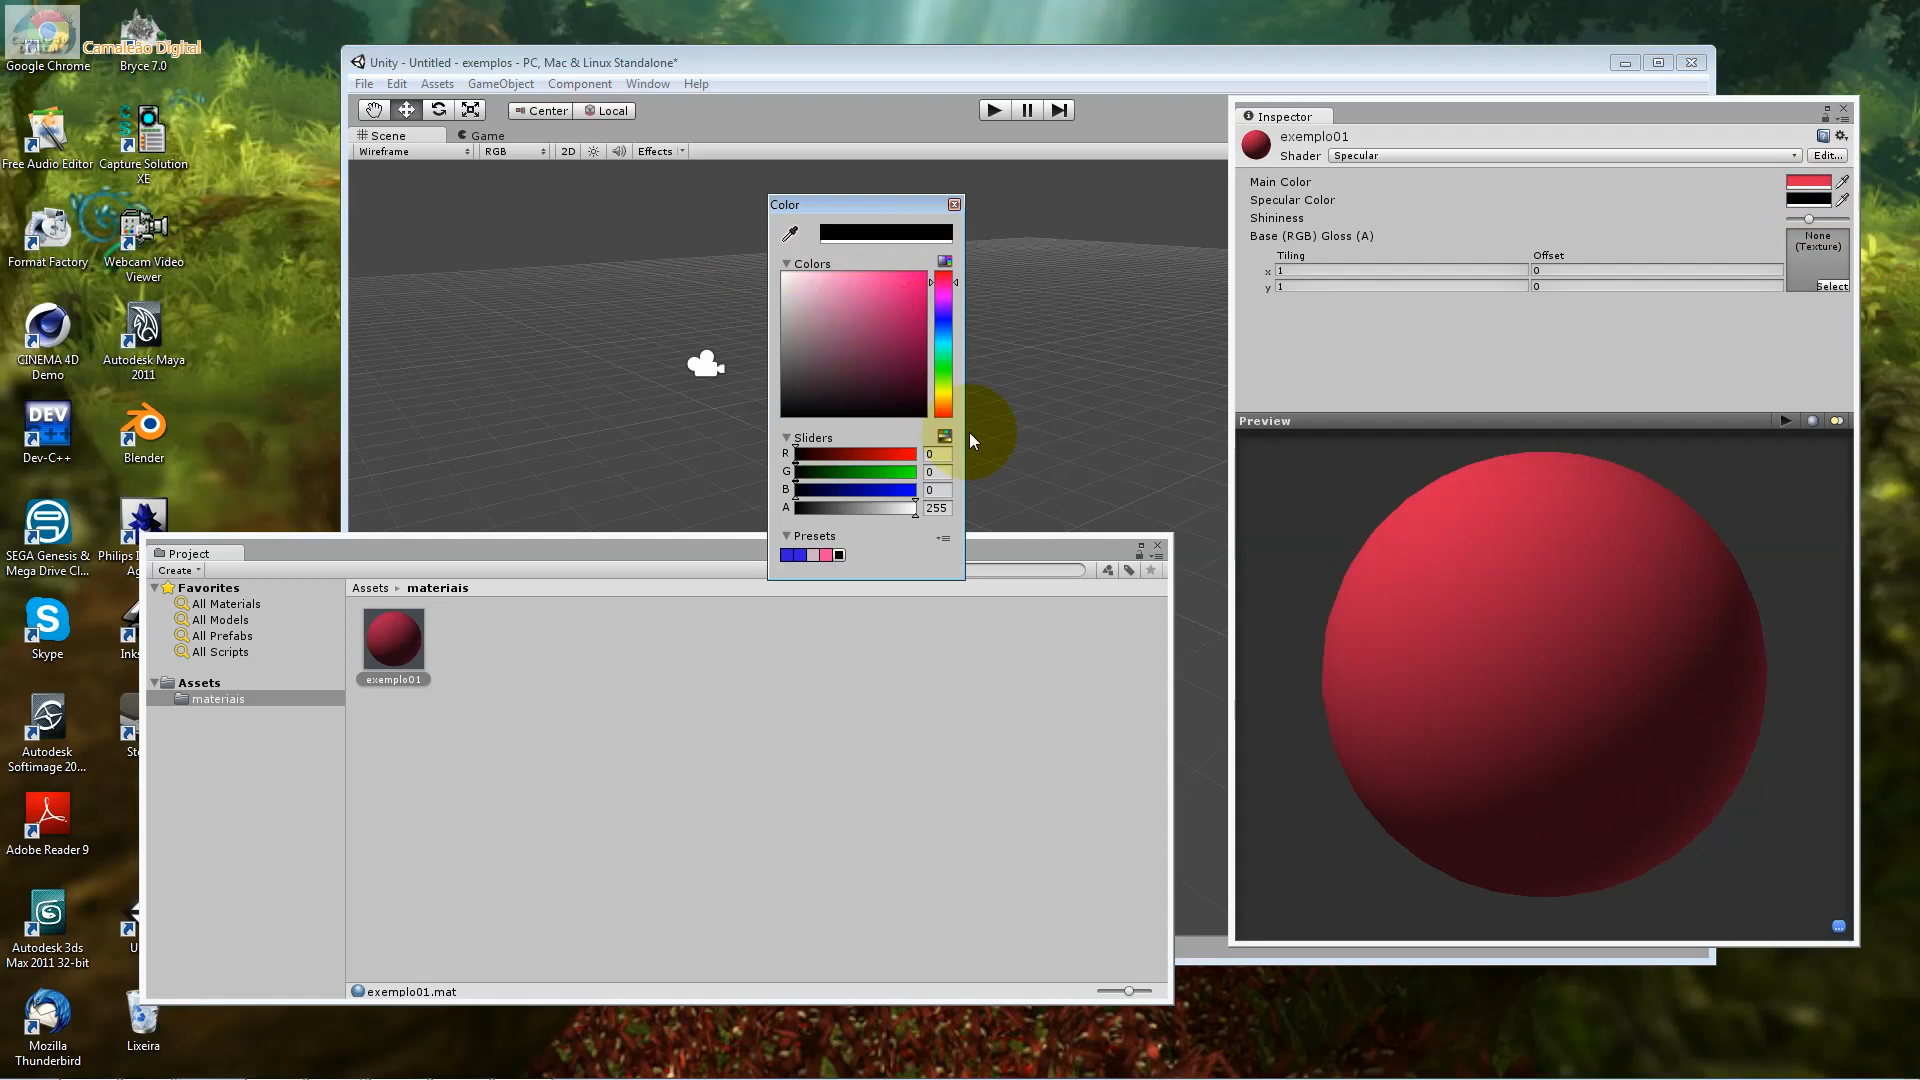 Google Chrome
Camaleão Digital
Bryce 7.0
Free Audio Editor
Capture Solution
XE
Format Factory
Webcam Video
Viewer
CINEMA 4D
Demo
Autodesk Maya
2011
DEV
Dev-C++
Blender
SEGA Genesis &
Mega Drive Cl...
Philips I
Ag
Skype
Inks
Autodesk
Softimage 20...
Ste
Adobe Reader 9
Autodesk 3ds
Max 2011 32-bit
U
Mozilla
Thunderbird
Lixeira
Unity - Untitled - exemplos - PC, Mac & Linux Standalone*
File Edit Assets GameObject Component Window Help
Center Local
Scene Game
Wireframe RGB 2D Effects
Color
Colors
Sliders
R 0
G 0
B 0
A 255
Presets
Project
Create
Favorites
All Materials
All Models
All Prefabs
All Scripts
Assets
materiais
Assets materiais
exemplo01
exemplo01.mat
Inspector
exemplo01
Shader Specular Edit...
Main Color
Specular Color
Shininess
Base (RGB) Gloss (A)
None
(Texture)
Tiling Offset
x 1 0
y 1 0
Select
Preview